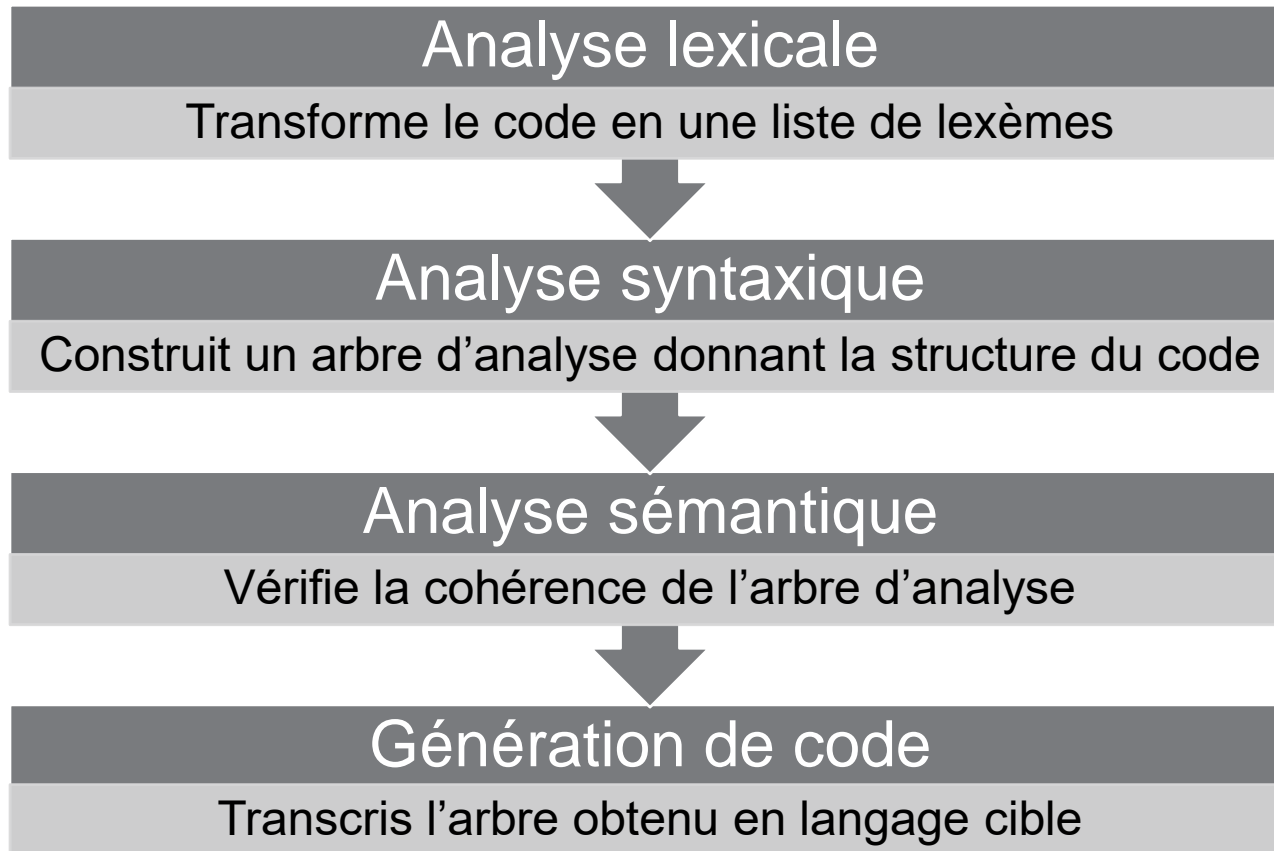 Analyse lexicale
Transforme le code en une liste de lexèmes
Analyse syntaxique
Construit un arbre d’analyse donnant la structure du code
Analyse sémantique
Vérifie la cohérence de l’arbre d’analyse
Génération de code
Transcris l’arbre obtenu en langage cible